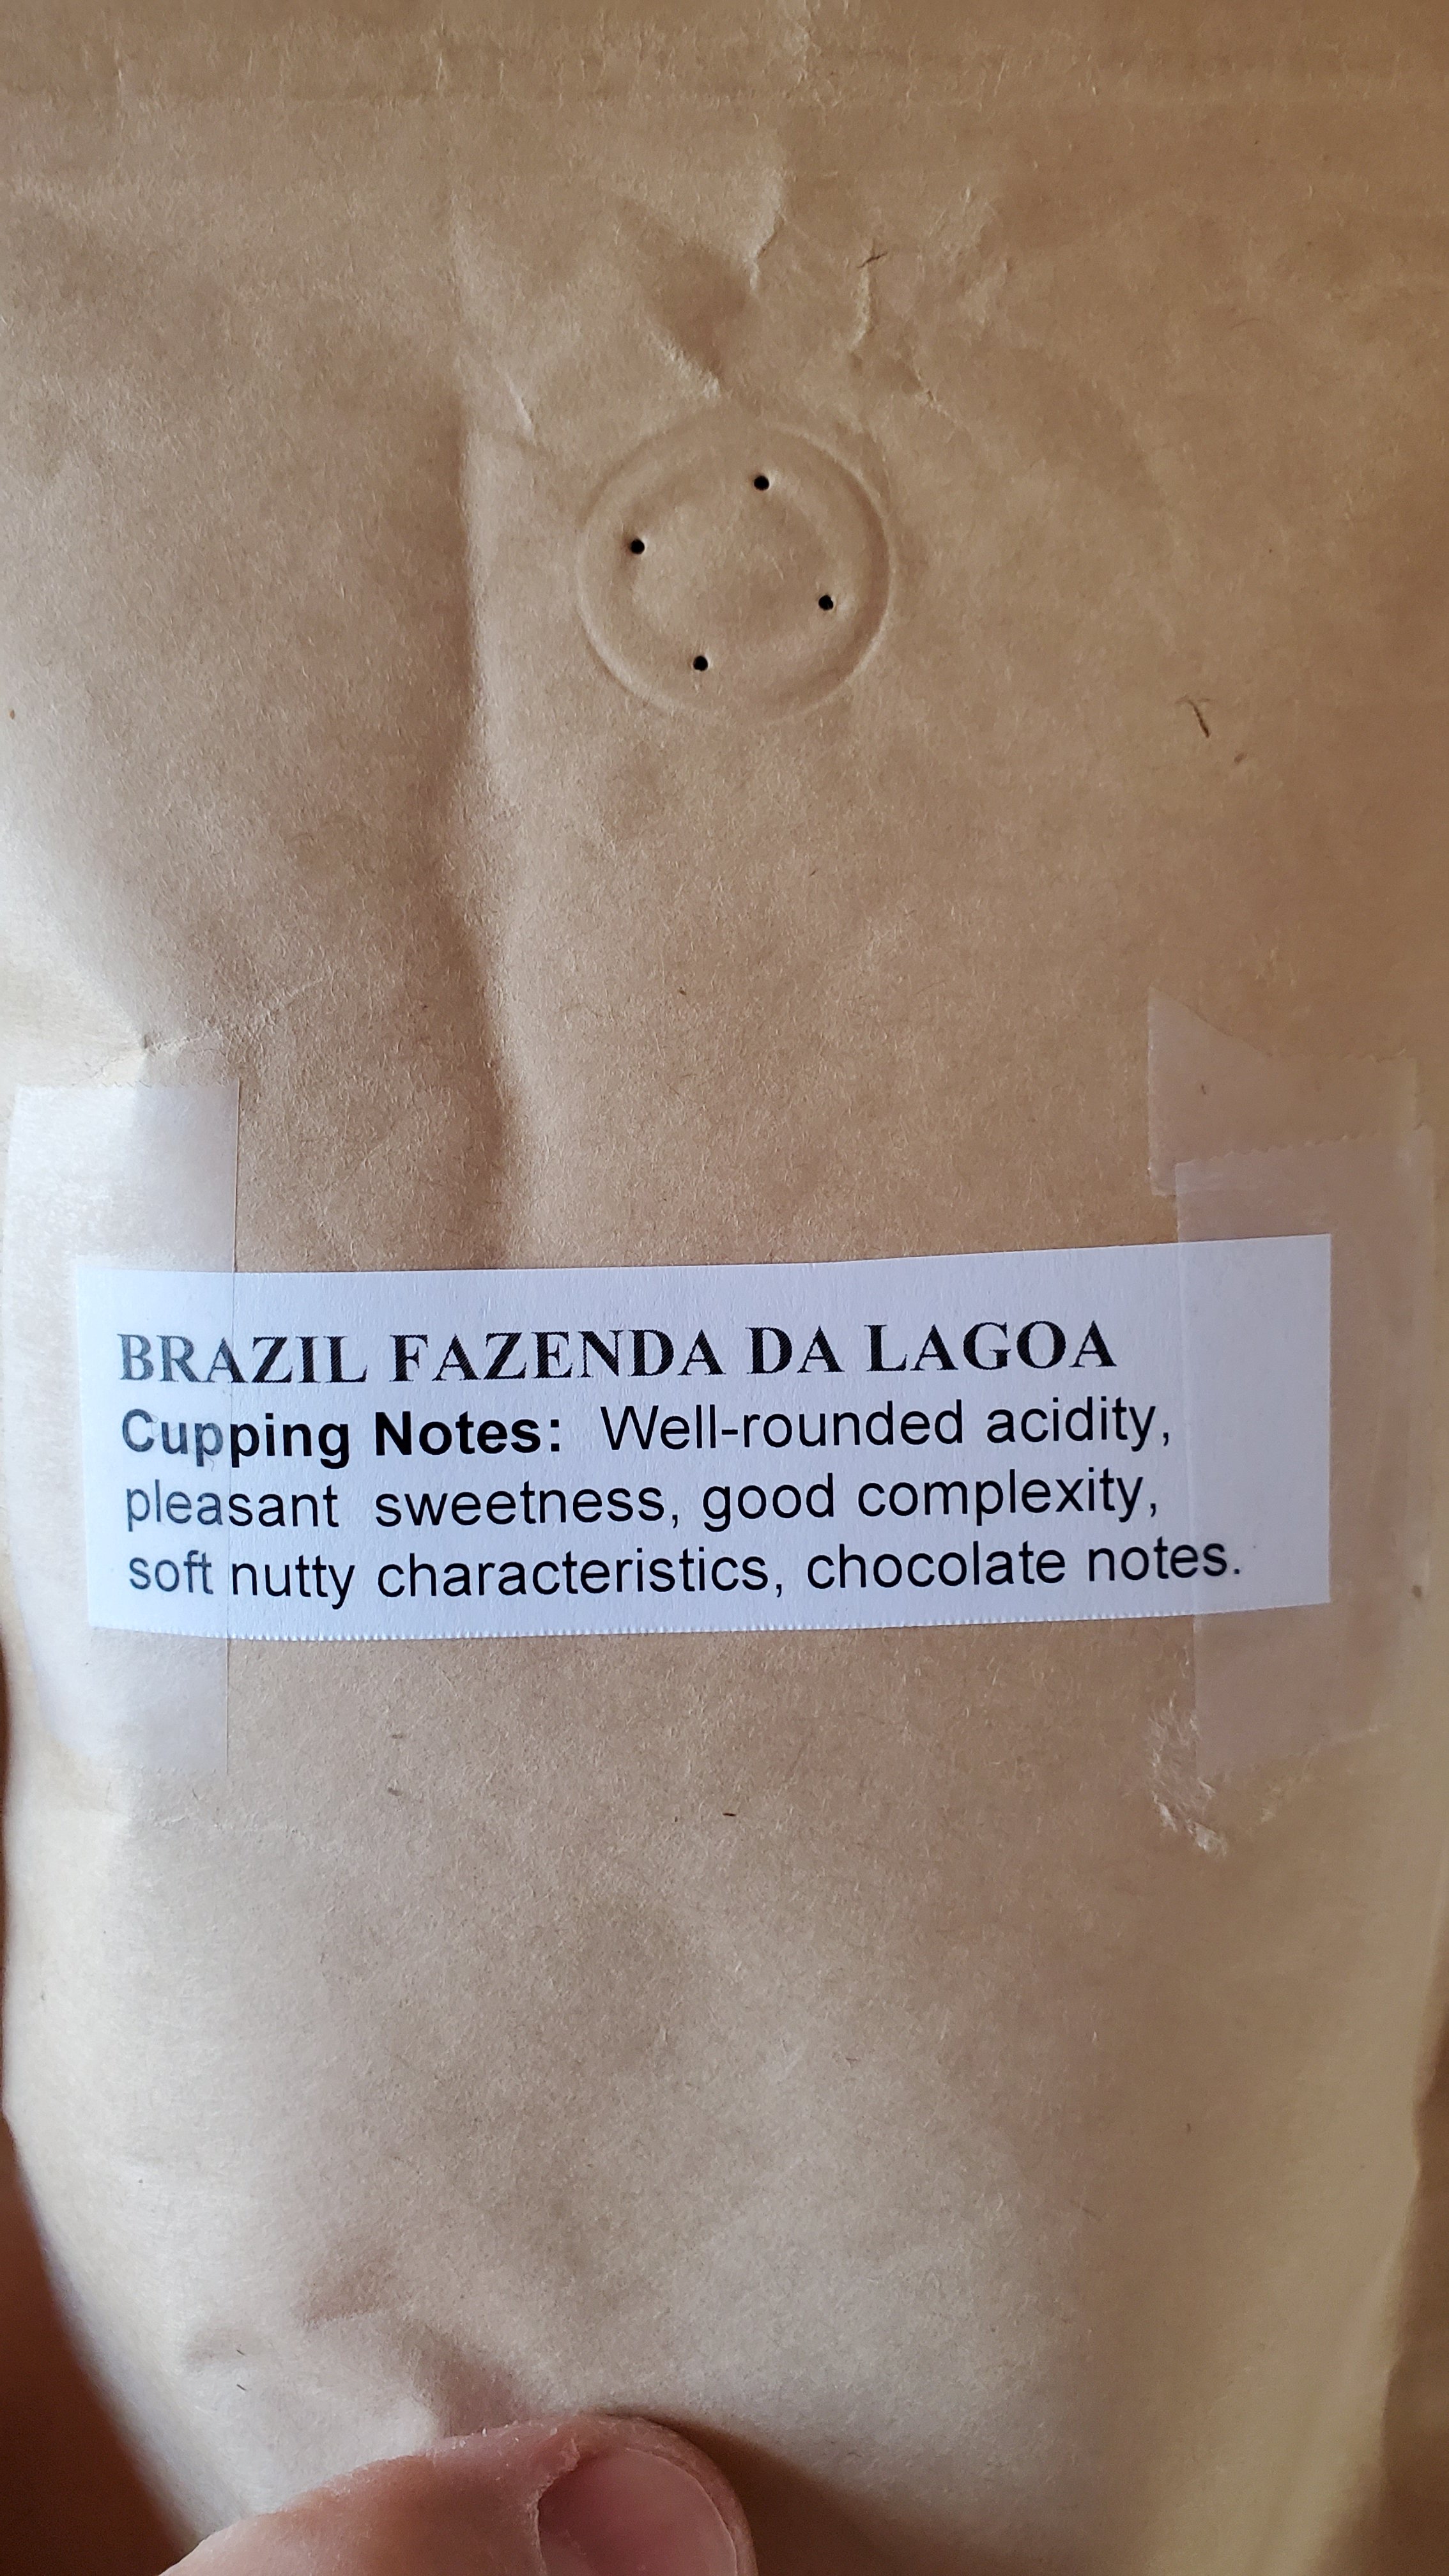 BRAZIL FAZENDA DA LAGOA
Cupping Notes: Well-rounded acidity,
pleasant sweetness, good complexity,
soft nutty characteristics, chocolate notes.